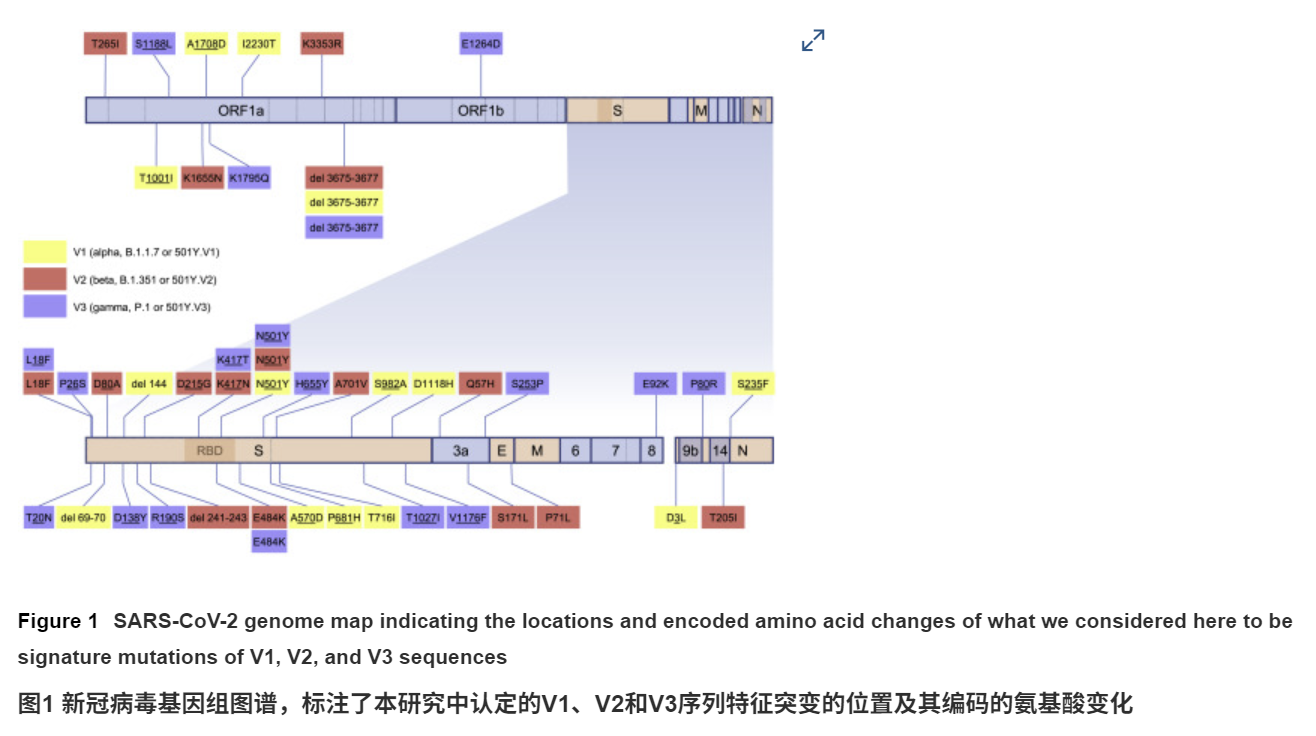 T265I S1188L A1708D I2230T K3353R E1264D
ORF1a ORF1b S M N
T1001I K1655N K1795Q del 3675-3677
del 3675-3677
del 3675-3677
V1 (alpha, B.1.1.7 or 501Y.V1)
V2 (beta, B.1.351 or 501Y.V2)
V3 (gamma, P.1 or 501Y.V3)
N501Y
L18F K417T N501Y
L18F P26S D80A del 144 D215G K417N N501Y H655Y A701V S982A D1118H Q57H S253P E92K P80R S235F
RBD S 3a E M 6 7 8 9b 14 N
T20N del 69-70 D138Y R190S del 241-243 E484K A570D P681H T716I T1027I V1176F S171L P71L D3L T205I
E484K
Figure 1 SARS-CoV-2 genome map indicating the locations and encoded amino acid changes of what we considered here to be
signature mutations of V1, V2, and V3 sequences
图1 新冠病毒基因组图谱，标注了本研究中认定的V1、V2和V3序列特征突变的位置及其编码的氨基酸变化